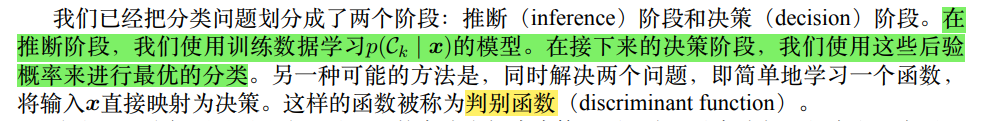 我们已经把分类问题划分成了两个阶段：推断（inference）阶段和决策（decision）阶段。在
推断阶段，我们使用训练数据学习p(𝒞ₖ | 𝒙)的模型。在接下来的决策阶段，我们使用这些后验
概率来进行最优的分类。另一种可能的方法是，同时解决两个问题，即简单地学习一个函数，
将输入𝒙直接映射为决策。这样的函数被称为判别函数（discriminant function）。